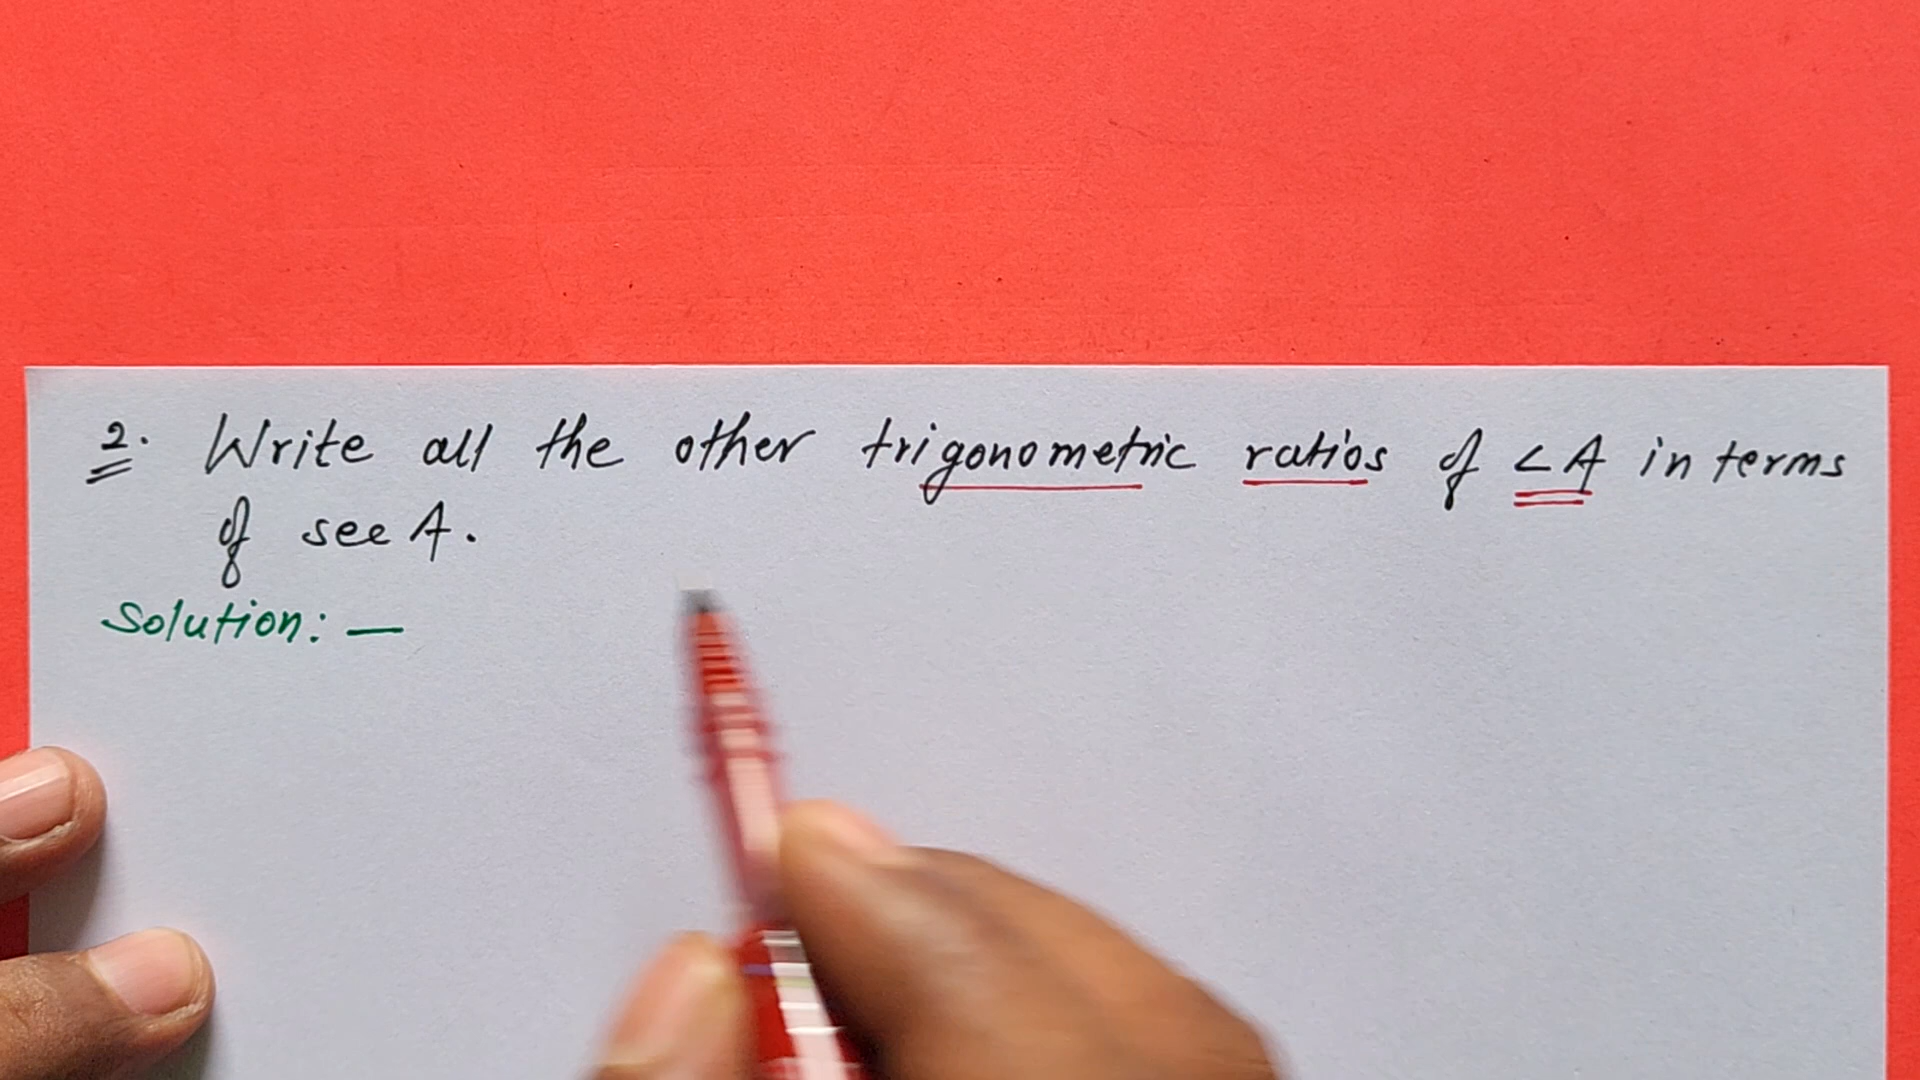 2. Write all the other trigonometric ratios of ∠A in terms
of sec A.
Solution: —